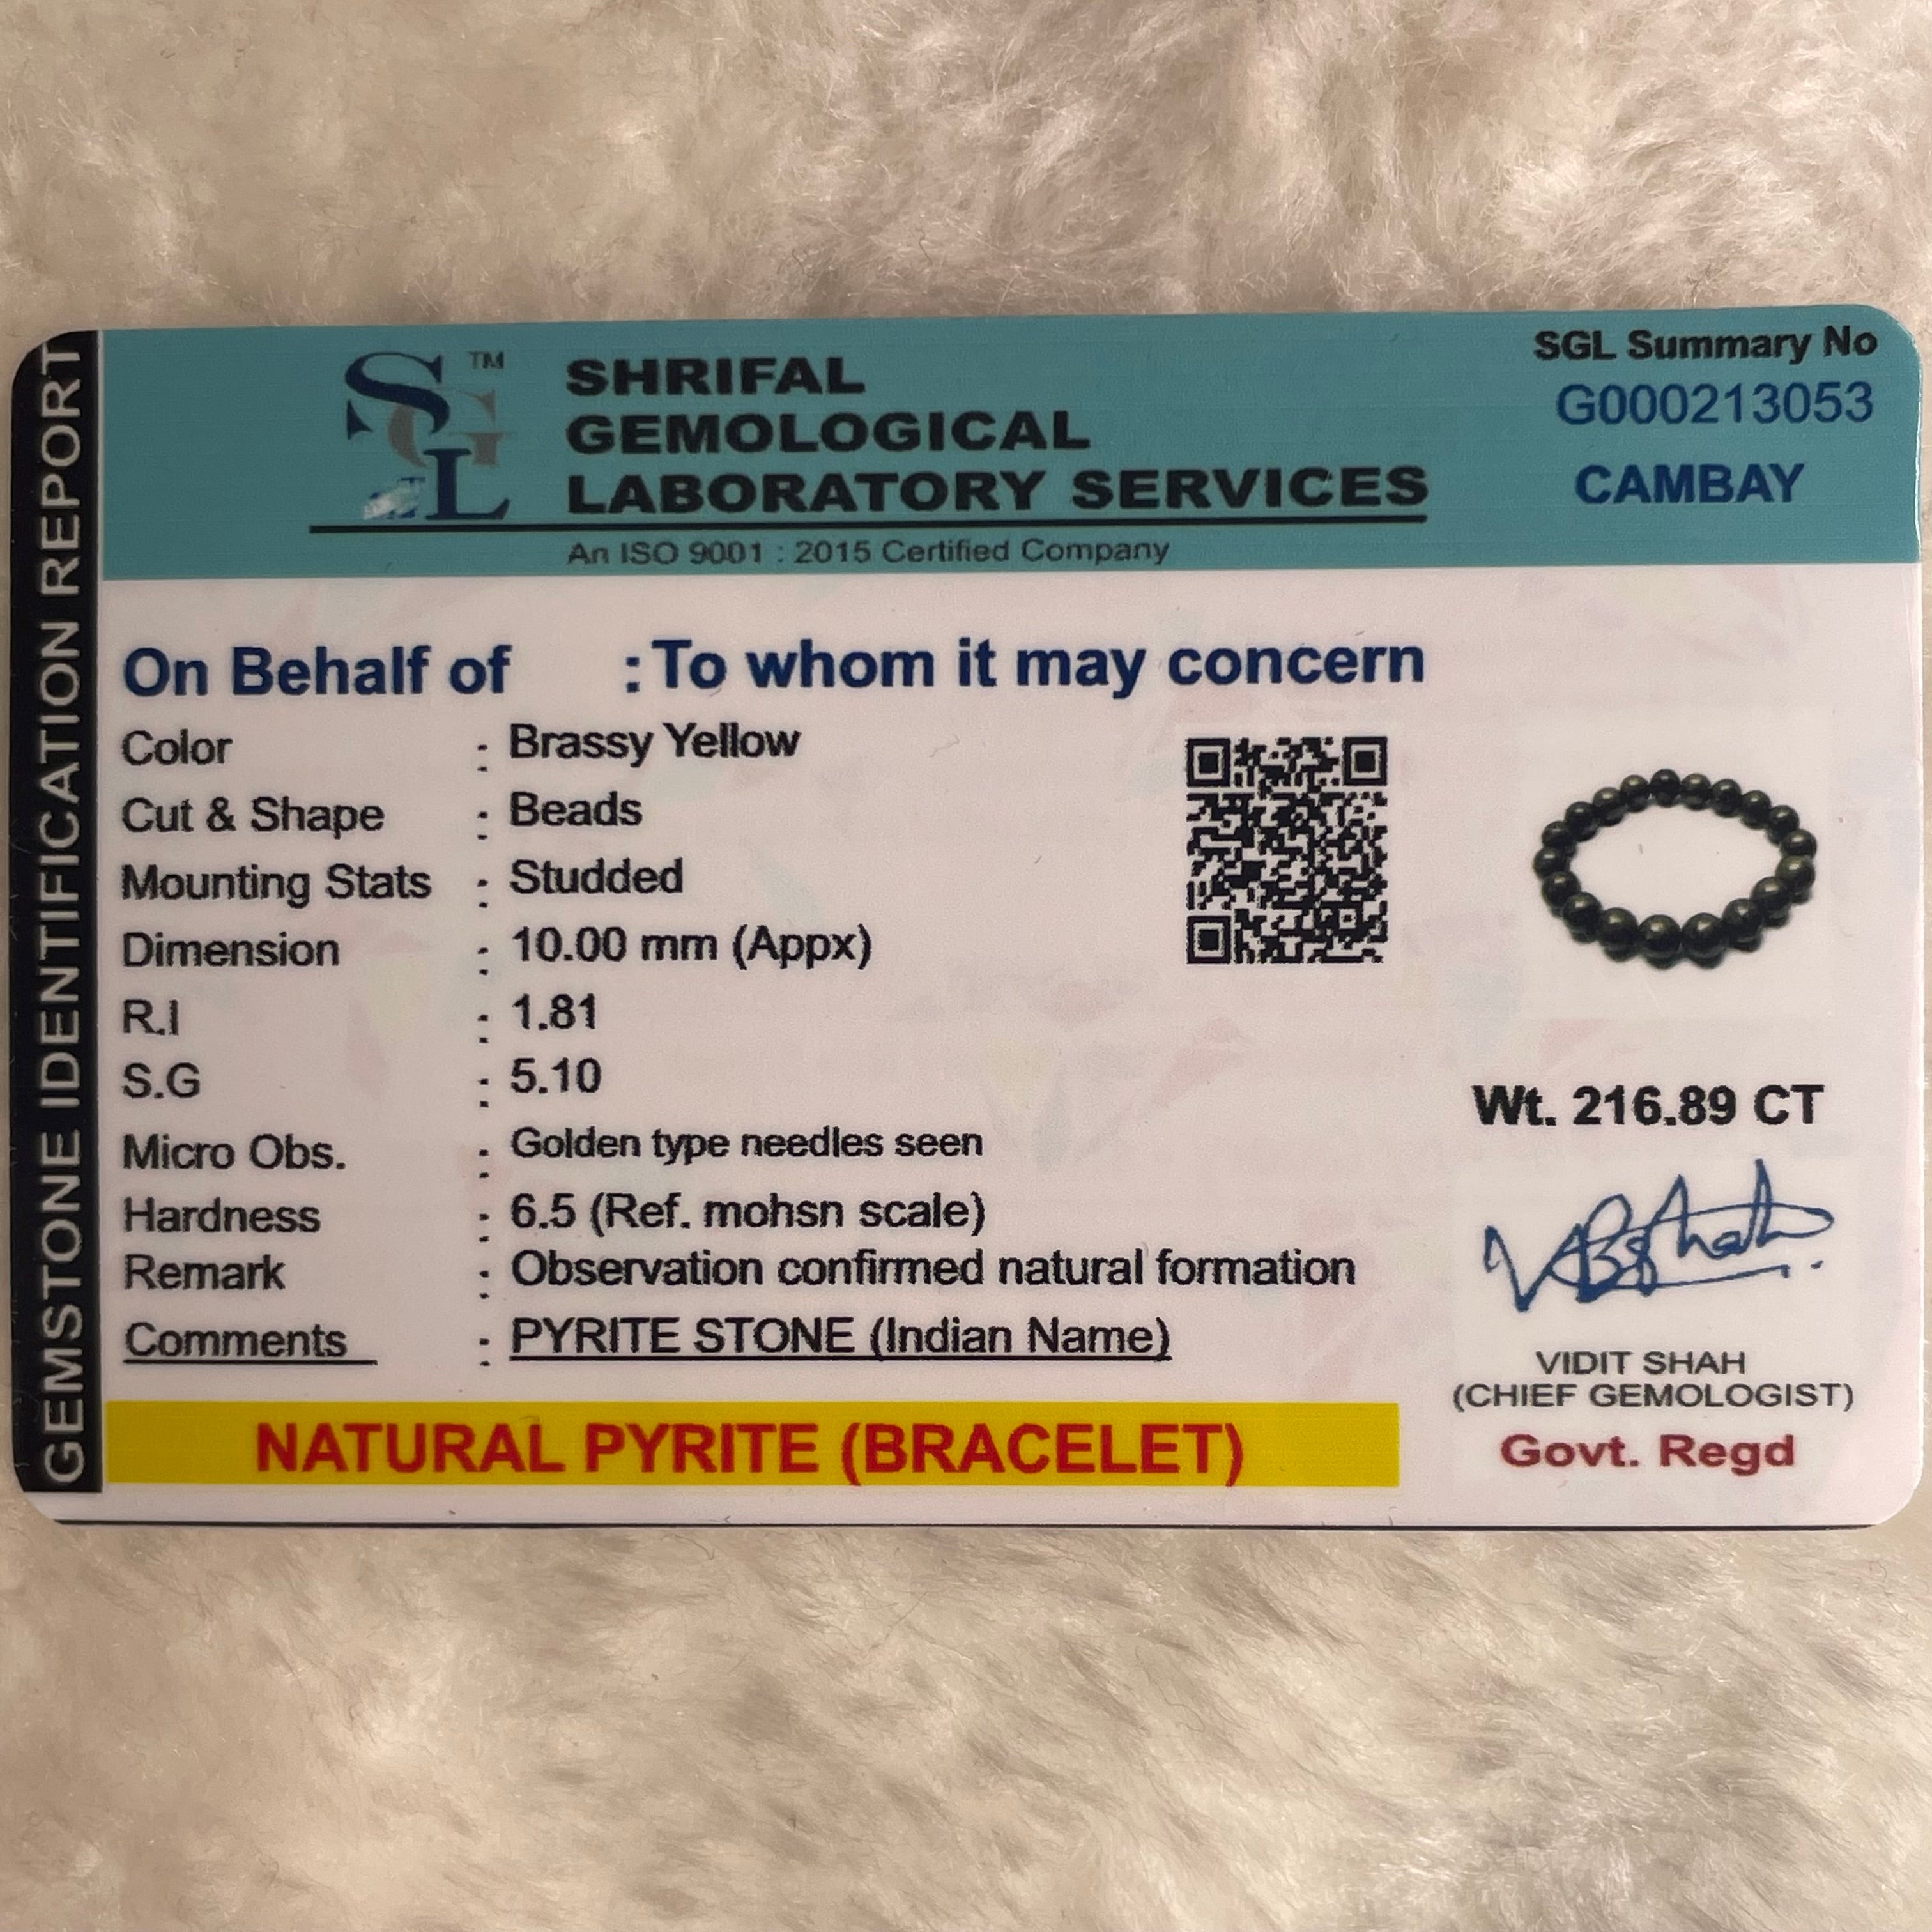 GEMSTONE IDENTIFICATION REPORT
SGL ™
SHRIFAL
GEMOLOGICAL
LABORATORY SERVICES
An ISO 9001 : 2015 Certified Company
SGL Summary No
G000213053
CAMBAY
On Behalf of : To whom it may concern
Color : Brassy Yellow
Cut & Shape : Beads
Mounting Stats : Studded
Dimension : 10.00 mm (Appx)
R.I : 1.81
S.G : 5.10
Micro Obs. : Golden type needles seen
Hardness : 6.5 (Ref. mohsn scale)
Remark : Observation confirmed natural formation
Comments : PYRITE STONE (Indian Name)
NATURAL PYRITE (BRACELET)
Wt. 216.89 CT
VBShah
VIDIT SHAH
(CHIEF GEMOLOGIST)
Govt. Regd